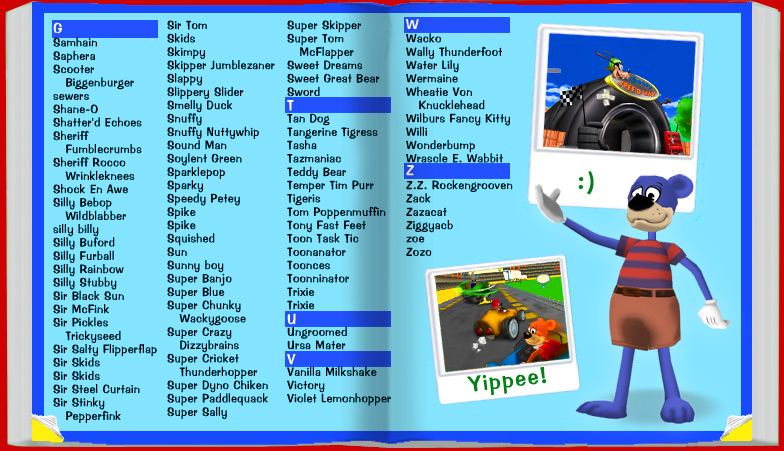 G
Samhain
Saphera
Scooter
Biggenburger
sewers
Shane-O
Shatter'd Echoes
Sheriff
Fumblecrumbs
Sheriff Rocco
Wrinkleknees
Shock En Awe
Silly Bebop
Wildblabber
silly billy
Silly Buford
Silly Furball
Silly Rainbow
Silly Stubby
Sir Black Sun
Sir McFink
Sir Pickles
Trickyseed
Sir Salty Flipperflap
Sir Skids
Sir Skids
Sir Steel Curtain
Sir Stinky
Pepperfink
Sir Tom
Skids
Skimpy
Skipper Jumblezaner
Slappy
Slippery Slider
Smelly Duck
Snuffy
Snuffy Nuttywhip
Sound Man
Soylent Green
Sparklepop
Sparky
Speedy Petey
Spike
Spike
Squished
Sun
Sunny boy
Super Banjo
Super Blue
Super Chunky
Wackygoose
Super Crazy
Dizzybrains
Super Cricket
Thunderhopper
Super Dyno Chiken
Super Paddlequack
Super Sally
Super Skipper
Super Tom
McFlapper
Sweet Dreams
Sweet Great Bear
Sword
T
Tan Dog
Tangerine Tigress
Tasha
Tazmaniac
Teddy Bear
Temper Tim Purr
Tigeris
Tom Poppenmuffin
Tony Fast Feet
Toon Task Tic
Toonanator
Toonces
Toonninator
Trixie
Trixie
U
Ungroomed
Ursa Mater
V
Vanilla Milkshake
Victory
Violet Lemonhopper
W
Wacko
Wally Thunderfoot
Water Lily
Wermaine
Wheatie Von
Knucklehead
Wilburs Fancy Kitty
Willi
Wonderbump
Wrascle E. Wabbit
Z
Z.Z. Rockengrooven
Zack
Zazacat
Ziggyacb
zoe
Zozo
:)
Yippee!